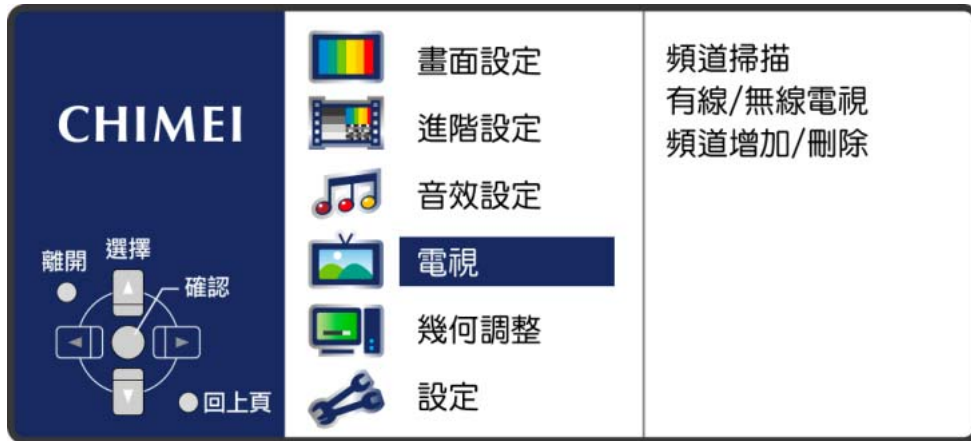 CHIMEI
離開
選擇
確認
回上頁
畫面設定
進階設定
音效設定
電視
幾何調整
設定
頻道掃描
有線/無線電視
頻道增加/刪除